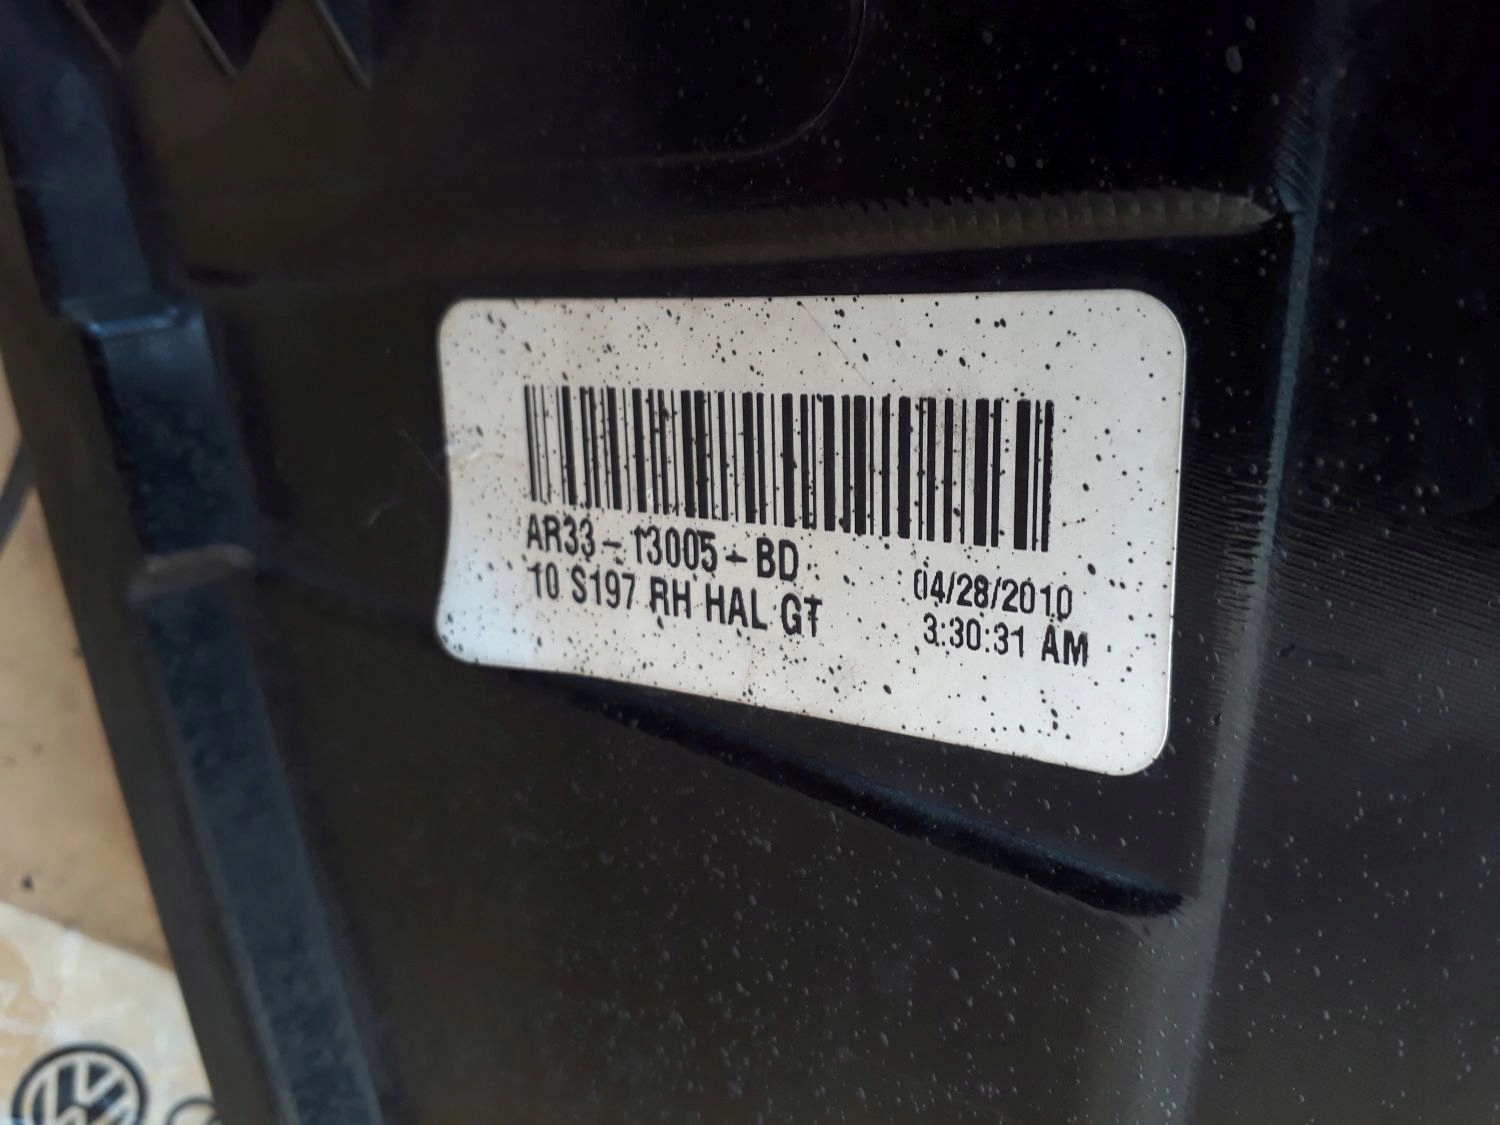 AR33-13005-BD
10 S197 RH HAL GT
04/28/2010
3:30:31 AM